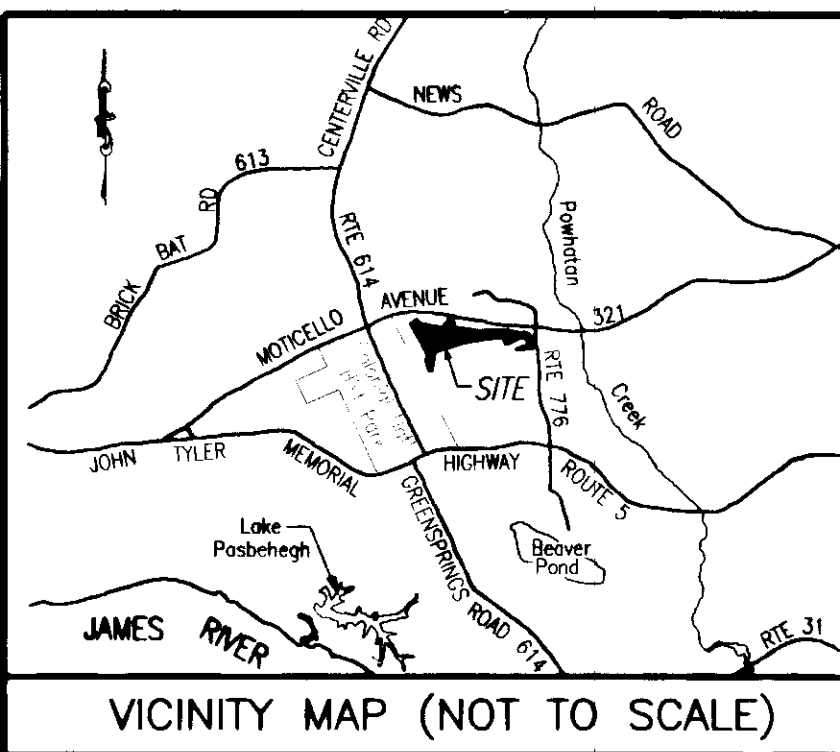 CENTERVILLE RD
NEWS
ROAD
613
BRICK BAT RD
RTE 614
Powhatan
AVENUE
321
MOTICELLO
SITE
RTE 776
Creek
JOHN TYLER MEMORIAL HIGHWAY
ROUTE 5
GREENSPRINGS ROAD 614
Lake
Pasbehegh
Beaver
Pond
JAMES RIVER
RTE 31
VICINITY MAP (NOT TO SCALE)